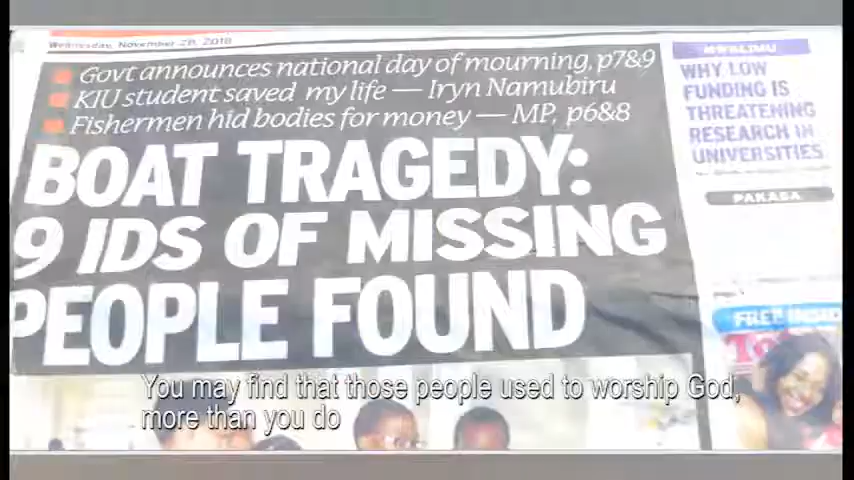 Wednesday, November 28, 2018
Govt announces national day of mourning, p7&9
KIU student saved my life — Iryn Namubiru
Fishermen hid bodies for money — MP, p6&8
BOAT TRAGEDY:
9 IDS OF MISSING
PEOPLE FOUND
MWALIMU
WHY LOW
FUNDING IS
THREATENING
RESEARCH IN
UNIVERSITIES
PAKASA
FREE INSIDE
You may find that those people used to worship God,
more than you do